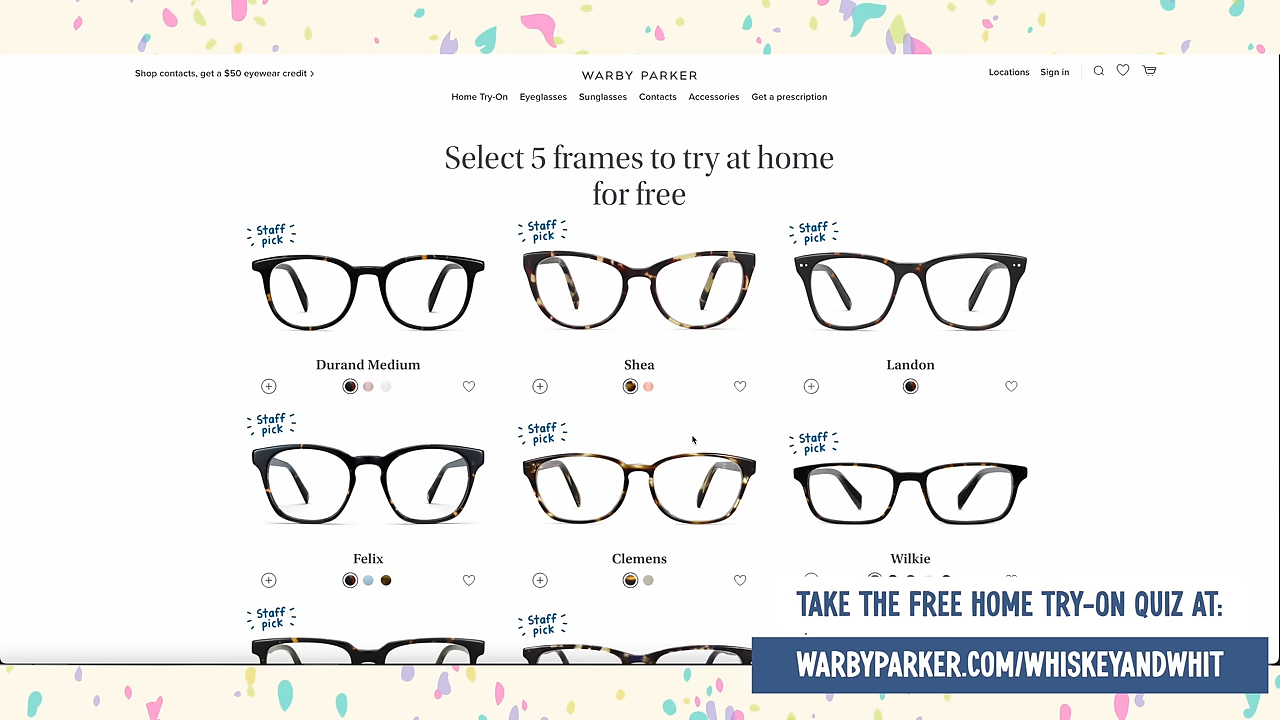 Shop contacts, get a $50 eyewear credit
WARBY PARKER
Locations Sign in
Home Try-On Eyeglasses Sunglasses Contacts Accessories Get a prescription
Select 5 frames to try at home
for free
Staff
pick
Staff
pick
Staff
pick
Durand Medium
Shea
Landon
Staff
pick
Staff
pick
Staff
pick
Felix
Clemens
Wilkie
Staff
pick
Staff
pick
TAKE THE FREE HOME TRY-ON QUIZ AT:
WARBYPARKER.COM/WHISKEYANDWHIT